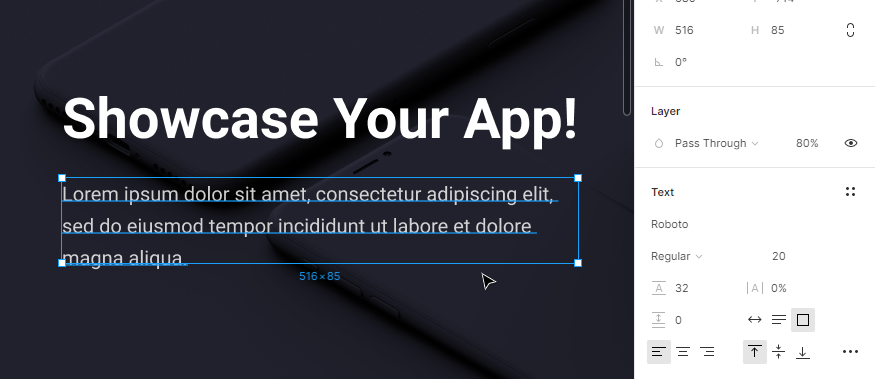 Showcase Your App!
Lorem ipsum dolor sit amet, consectetur adipiscing elit,
sed do eiusmod tempor incididunt ut labore et dolore
magna aliqua.
516×85
W 516 H 85
0°
Layer
Pass Through 80%
Text
Roboto
Regular 20
A 32 |A| 0%
0